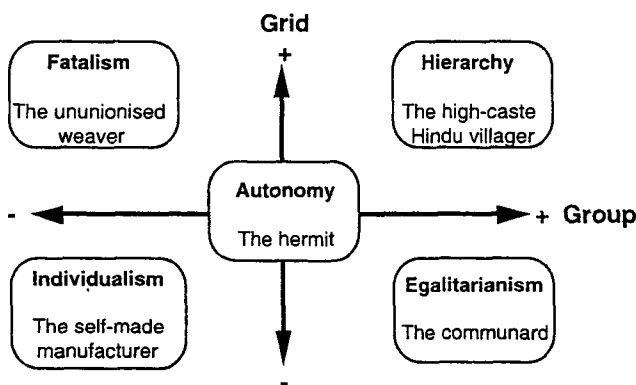 Grid
+
Fatalism
The ununionised
weaver
Hierarchy
The high-caste
Hindu villager
Autonomy
The hermit
-
+ Group
Individualism
The self-made
manufacturer
Egalitarianism
The communard
-